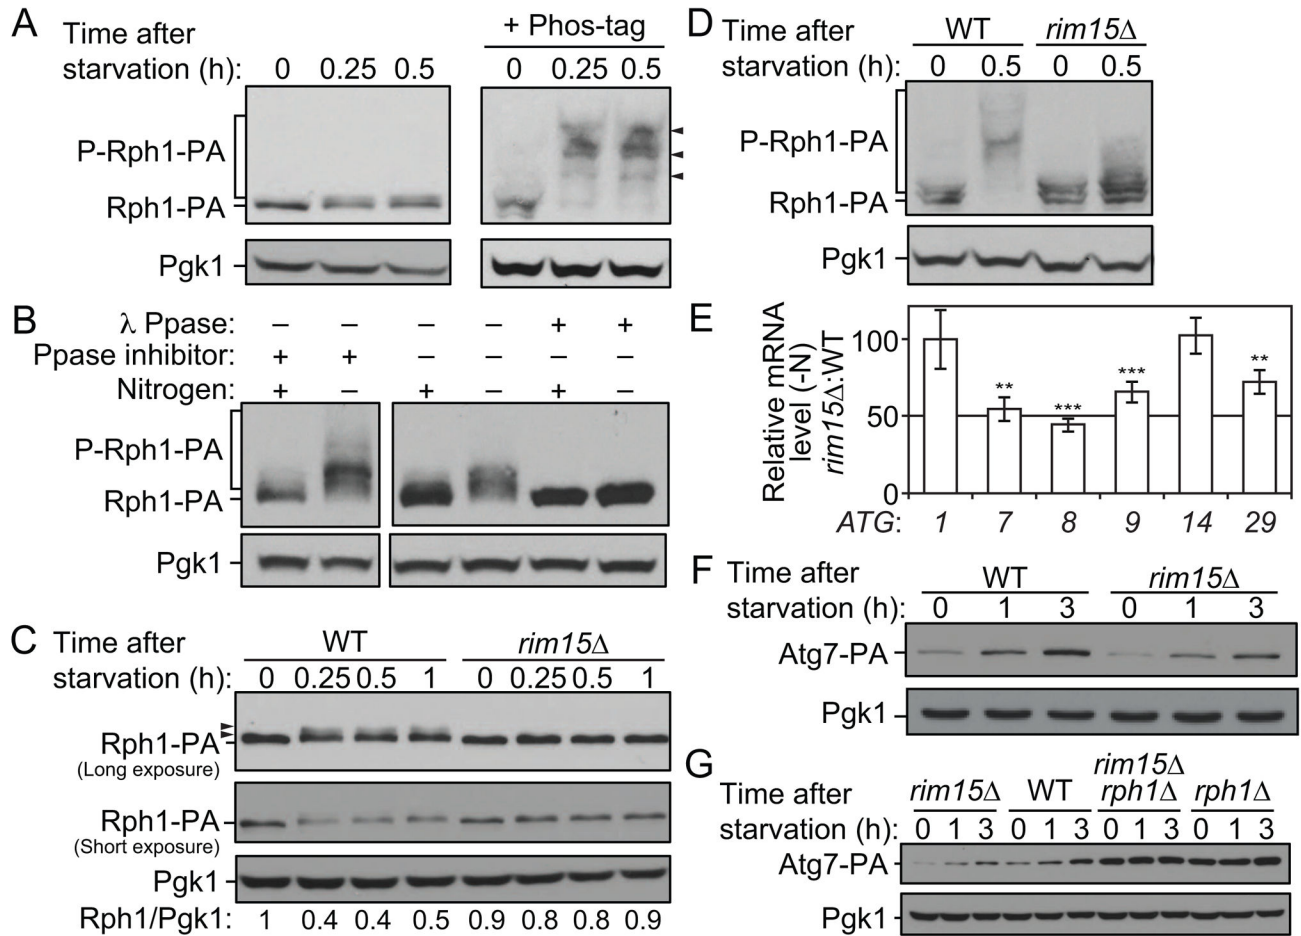 A
Time after
starvation (h):
0 0.25 0.5
+ Phos-tag
0 0.25 0.5
P-Rph1-PA
Rph1-PA
Pgk1
B
λ Ppase: – – – – + +
Ppase inhibitor: + + – – – –
Nitrogen: + – + – + –
P-Rph1-PA
Rph1-PA
Pgk1
C
Time after
starvation (h):
WT rim15Δ
0 0.25 0.5 1 0 0.25 0.5 1
Rph1-PA
(Long exposure)
Rph1-PA
(Short exposure)
Pgk1
Rph1/Pgk1: 1 0.4 0.4 0.5 0.9 0.8 0.8 0.9
D
Time after
starvation (h):
WT rim15Δ
0 0.5 0 0.5
P-Rph1-PA
Rph1-PA
Pgk1
E
Relative mRNA
level (-N)
rim15Δ:WT
100
50
0
** *** *** **
ATG: 1 7 8 9 14 29
F
Time after
starvation (h):
WT rim15Δ
0 1 3 0 1 3
Atg7-PA
Pgk1
G
Time after
starvation (h):
rim15Δ WT rim15Δ rph1Δ rph1Δ
0 1 3 0 1 3 0 1 3 0 1 3
Atg7-PA
Pgk1